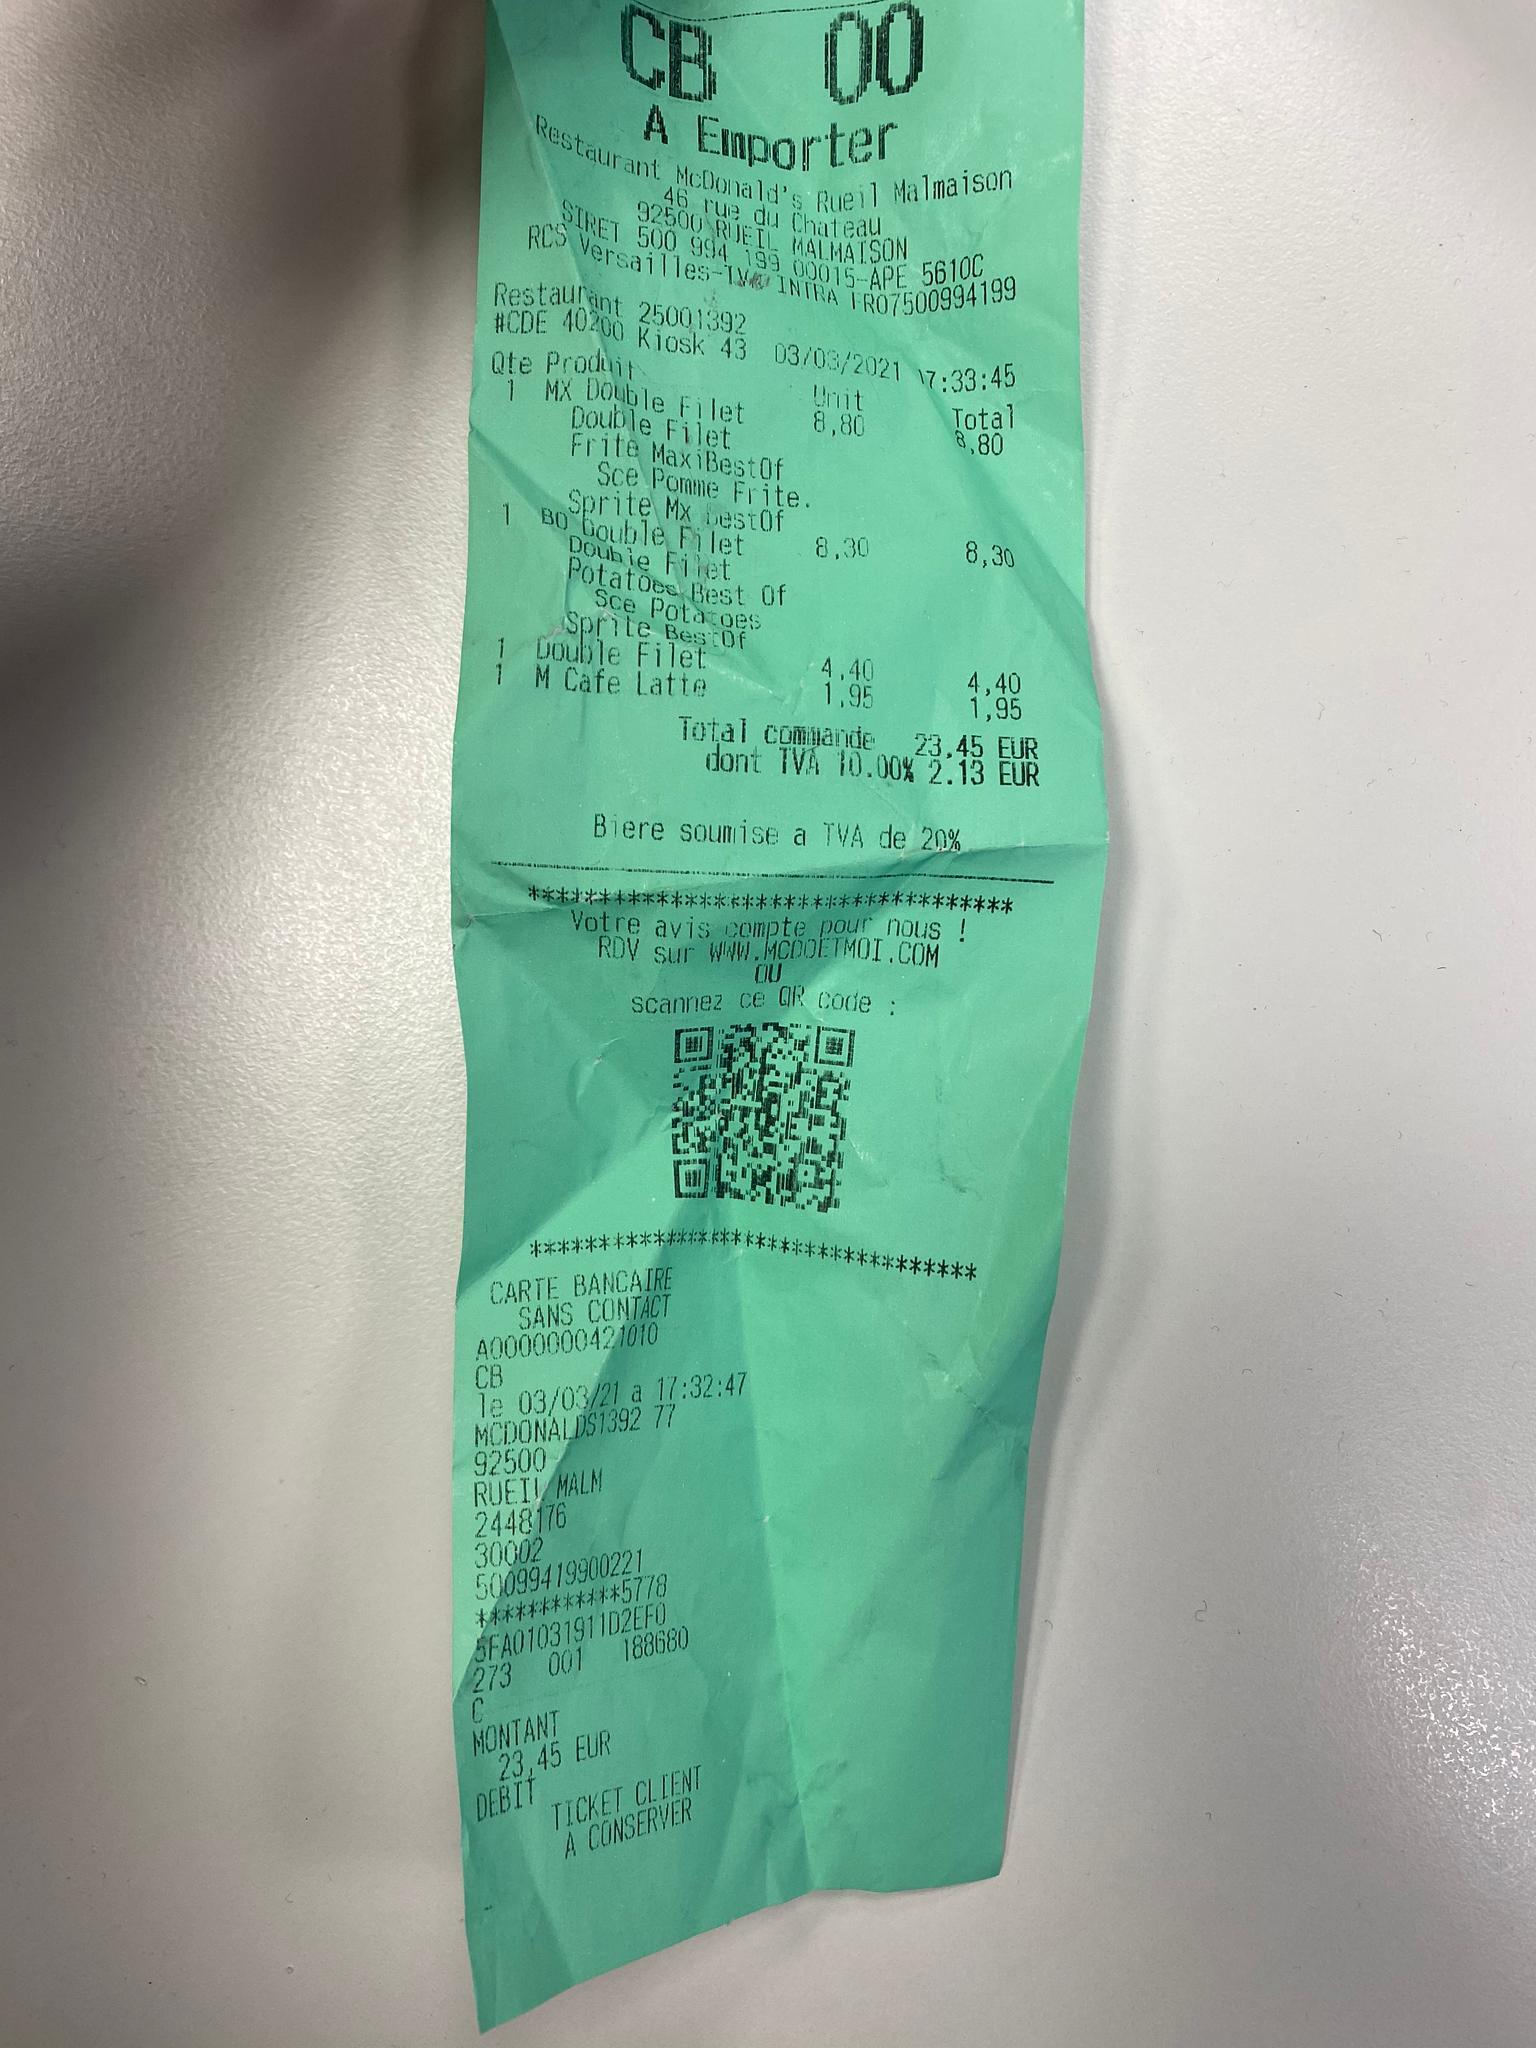 CB 00
A Emporter
Restaurant McDonald's Rueil Malmaison
46 rue du Chateau
92500 RUEIL MALMAISON
SIRET 500 994 199 00015-APE 5610C
RCS Versailles-TVA INTRA FR07500994199
Restaurant 25001392
#CDE 40200 Kiosk 43 03/03/2021 17:33:45
Qte Produit Unit Total
1 MX Double Filet 8,80 8,80
Double Filet
Frite MaxiBestOf
Sce Pomme Frite.
Sprite Mx BestOf
1 BO Double Filet 8,30 8,30
Double Filet
Potatoes Best Of
Sce Potatoes
Sprite BestOf
1 Double Filet 4,40 4,40
1 M Cafe Latte 1,95 1,95
Total commande 23,45 EUR
dont TVA 10.00% 2.13 EUR
Biere soumise a TVA de 20%
***********************************
Votre avis compte pour nous !
RDV sur WWW.MCDOETMOI.COM
OU
scannez ce QR code :
***********************************
CARTE BANCAIRE
SANS CONTACT
A0000000421010
CB
le 03/03/21 a 17:32:47
MCDONALDS1392 77
92500
RUEIL MALM
2448176
30002
50099419900221
************5778
5FA01031911D2EF0
273 001 188680
C
MONTANT
23,45 EUR
DEBIT
TICKET CLIENT
A CONSERVER